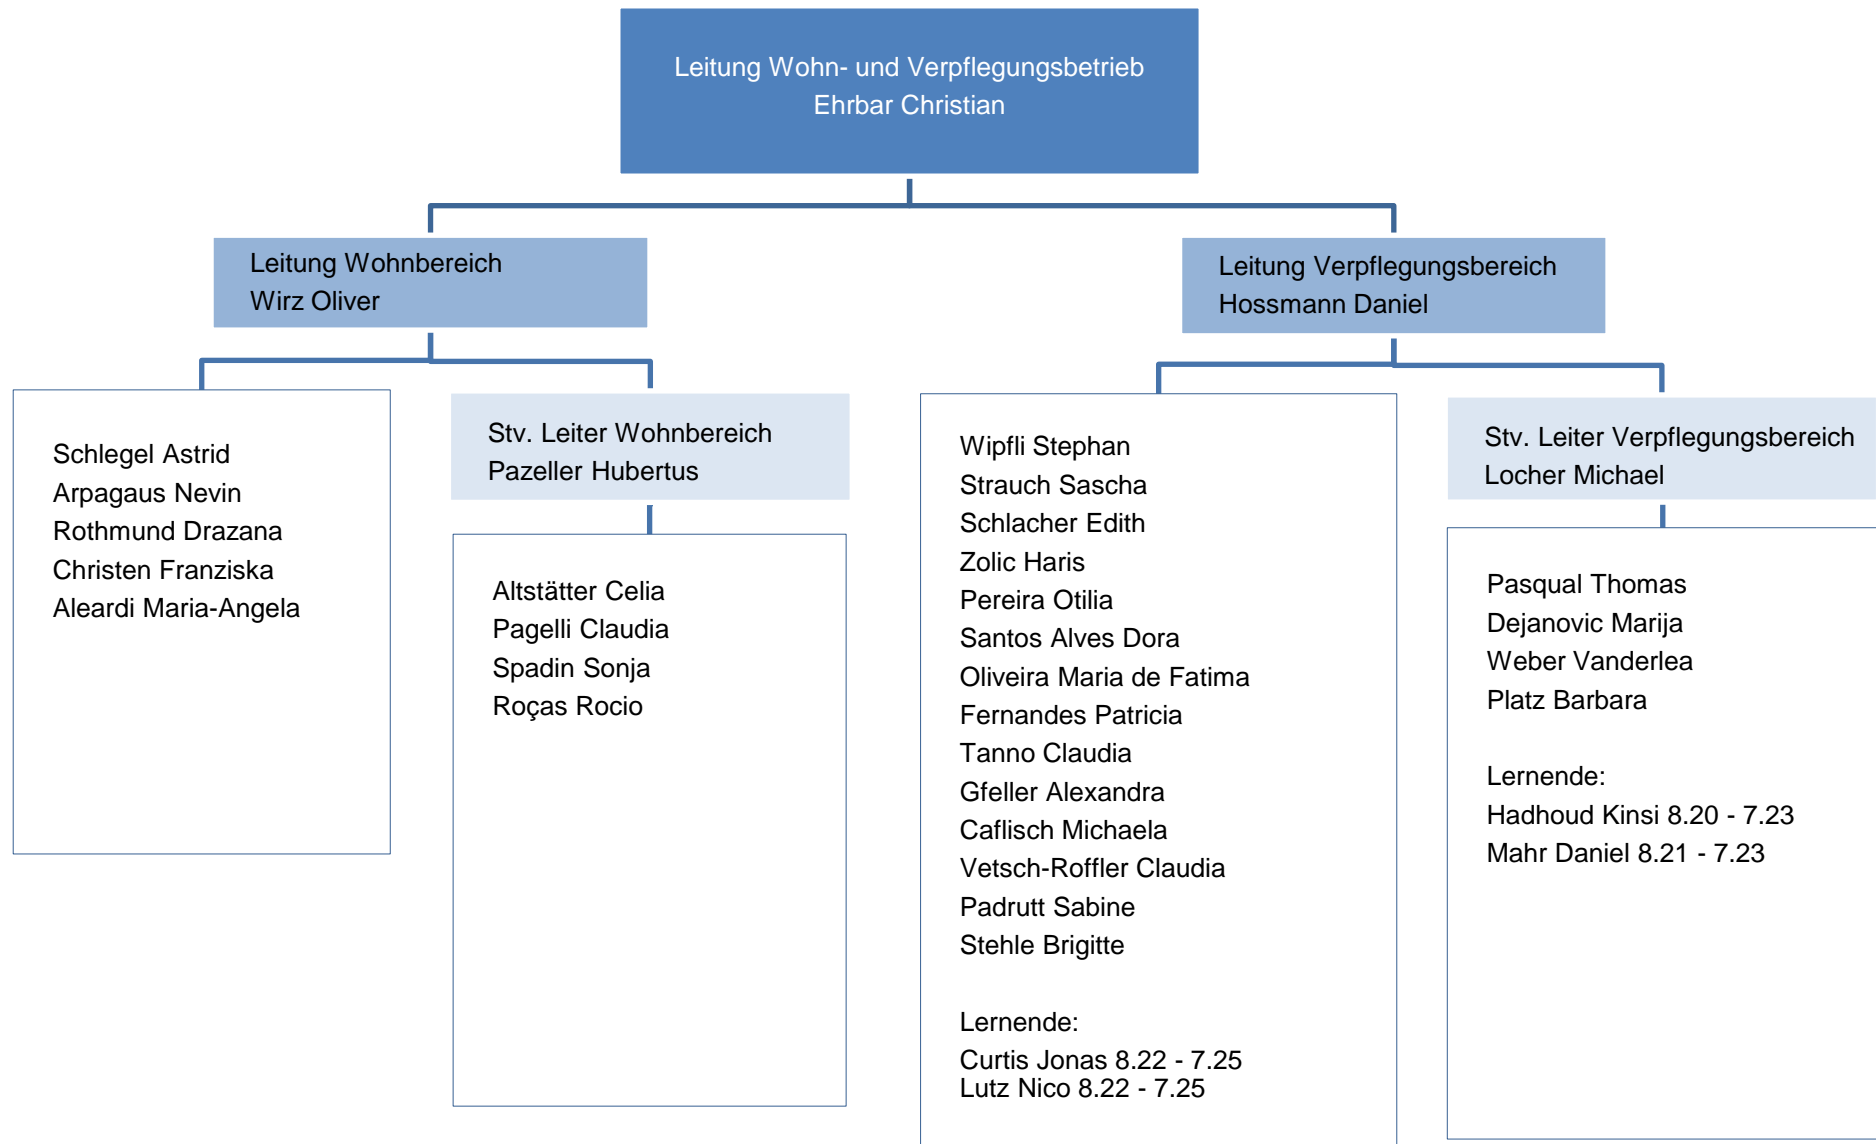 Leitung Wohn- und Verpflegungsbetrieb
Ehrbar Christian
Leitung Wohnbereich
Wirz Oliver
Schlegel Astrid
Arpagaus Nevin
Rothmund Drazana
Christen Franziska
Aleardi Maria-Angela
Stv. Leiter Wohnbereich
Pazeller Hubertus
Altstätter Celia
Pagelli Claudia
Spadin Sonja
Roças Rocio
Leitung Verpflegungsbereich
Hossmann Daniel
Wipfli Stephan
Strauch Sascha
Schlacher Edith
Zolic Haris
Pereira Otilia
Santos Alves Dora
Oliveira Maria de Fatima
Fernandes Patricia
Tanno Claudia
Gfeller Alexandra
Caflisch Michaela
Vetsch-Roffler Claudia
Padrutt Sabine
Stehle Brigitte
Lernende:
Curtis Jonas 8.22 - 7.25
Lutz Nico 8.22 - 7.25
Stv. Leiter Verpflegungsbereich
Locher Michael
Pasqual Thomas
Dejanovic Marija
Weber Vanderlea
Platz Barbara
Lernende:
Hadhoud Kinsi 8.20 - 7.23
Mahr Daniel 8.21 - 7.23